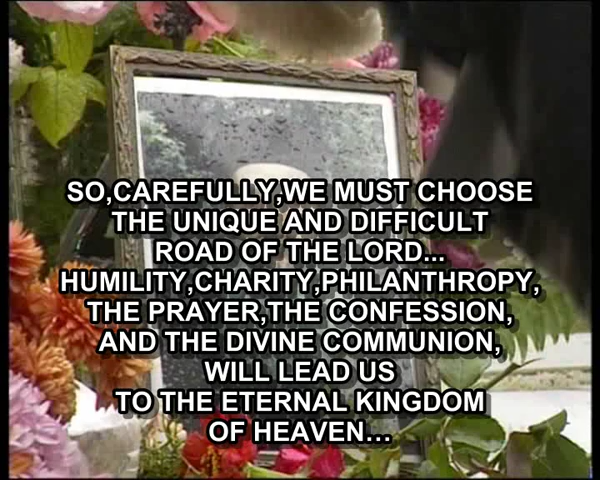 SO,CAREFULLY,WE MUST CHOOSE
THE UNIQUE AND DIFFICULT
ROAD OF THE LORD...
HUMILITY,CHARITY,PHILANTHROPY,
THE PRAYER,THE CONFESSION,
AND THE DIVINE COMMUNION,
WILL LEAD US
TO THE ETERNAL KINGDOM
OF HEAVEN...